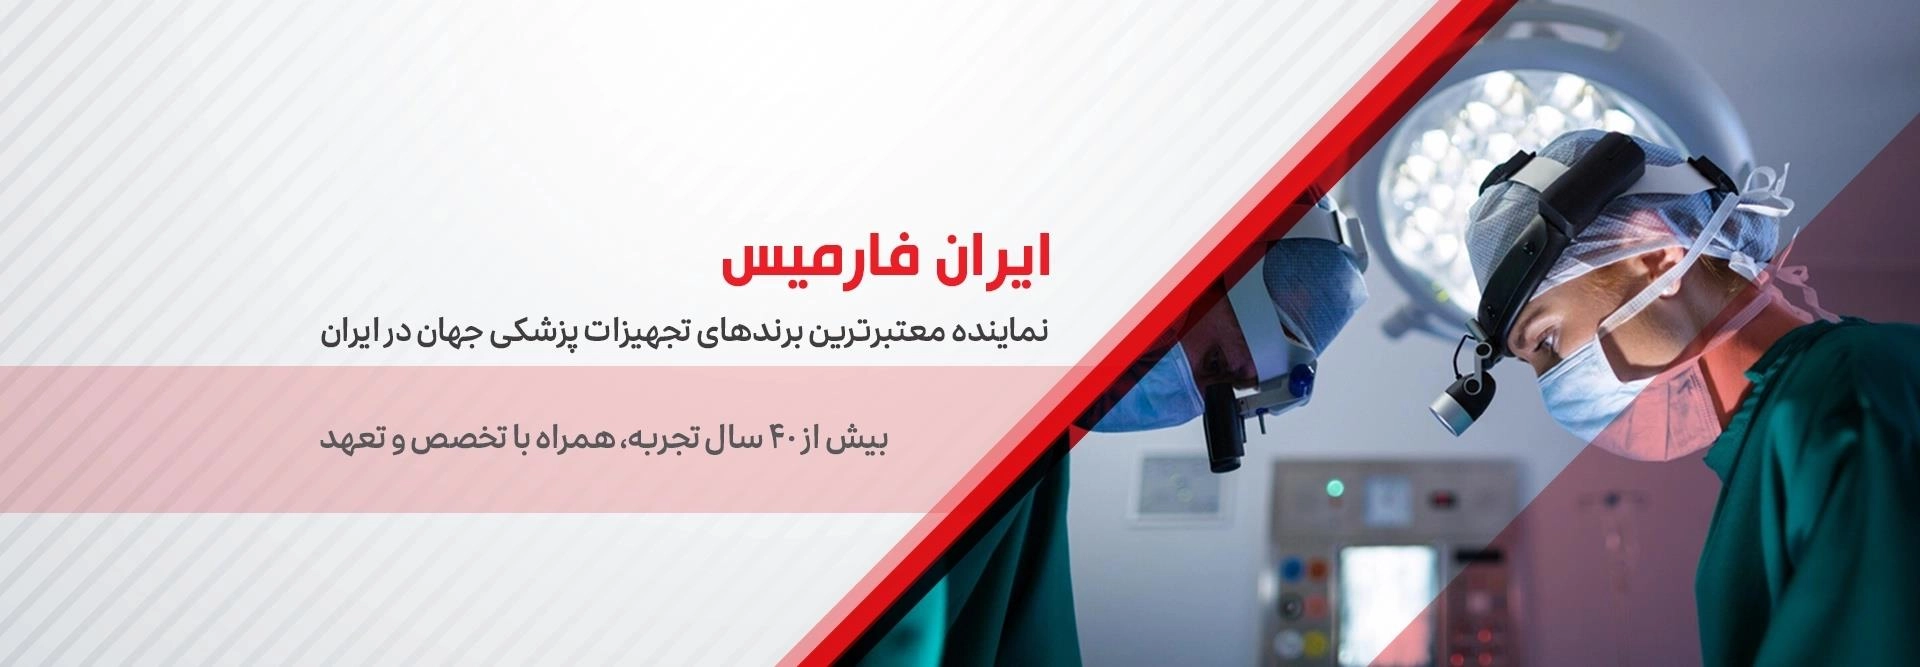 ایران فارمیس
نماینده معتبرترین برندهای تجهیزات پزشکی جهان در ایران
بیش از ۴۰ سال تجربه، همراه با تخصص و تعهد